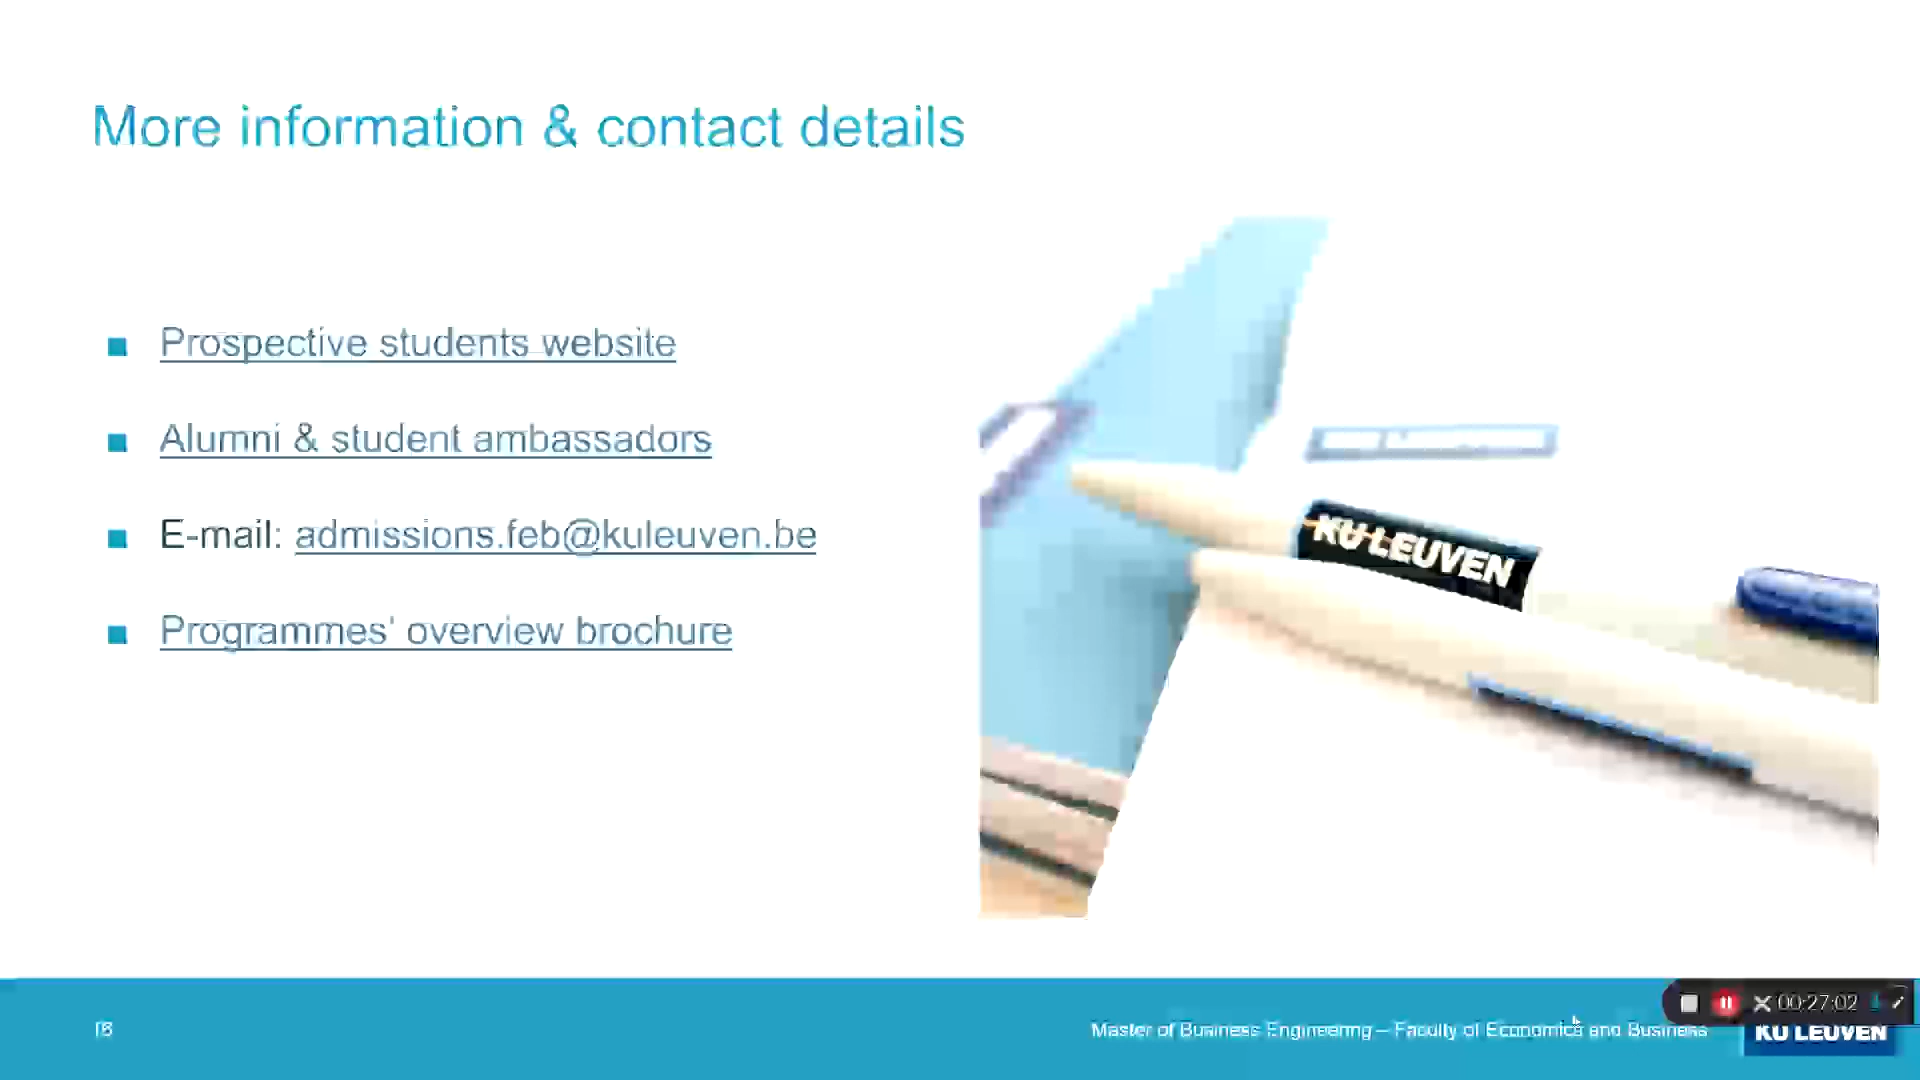 More information & contact details
Prospective students website
Alumni & student ambassadors
E-mail: admissions.feb@kuleuven.be
Programmes' overview brochure
KU LEUVEN
00:27:02
Master of Business Engineering – Faculty of Economics and Business
KU LEUVEN